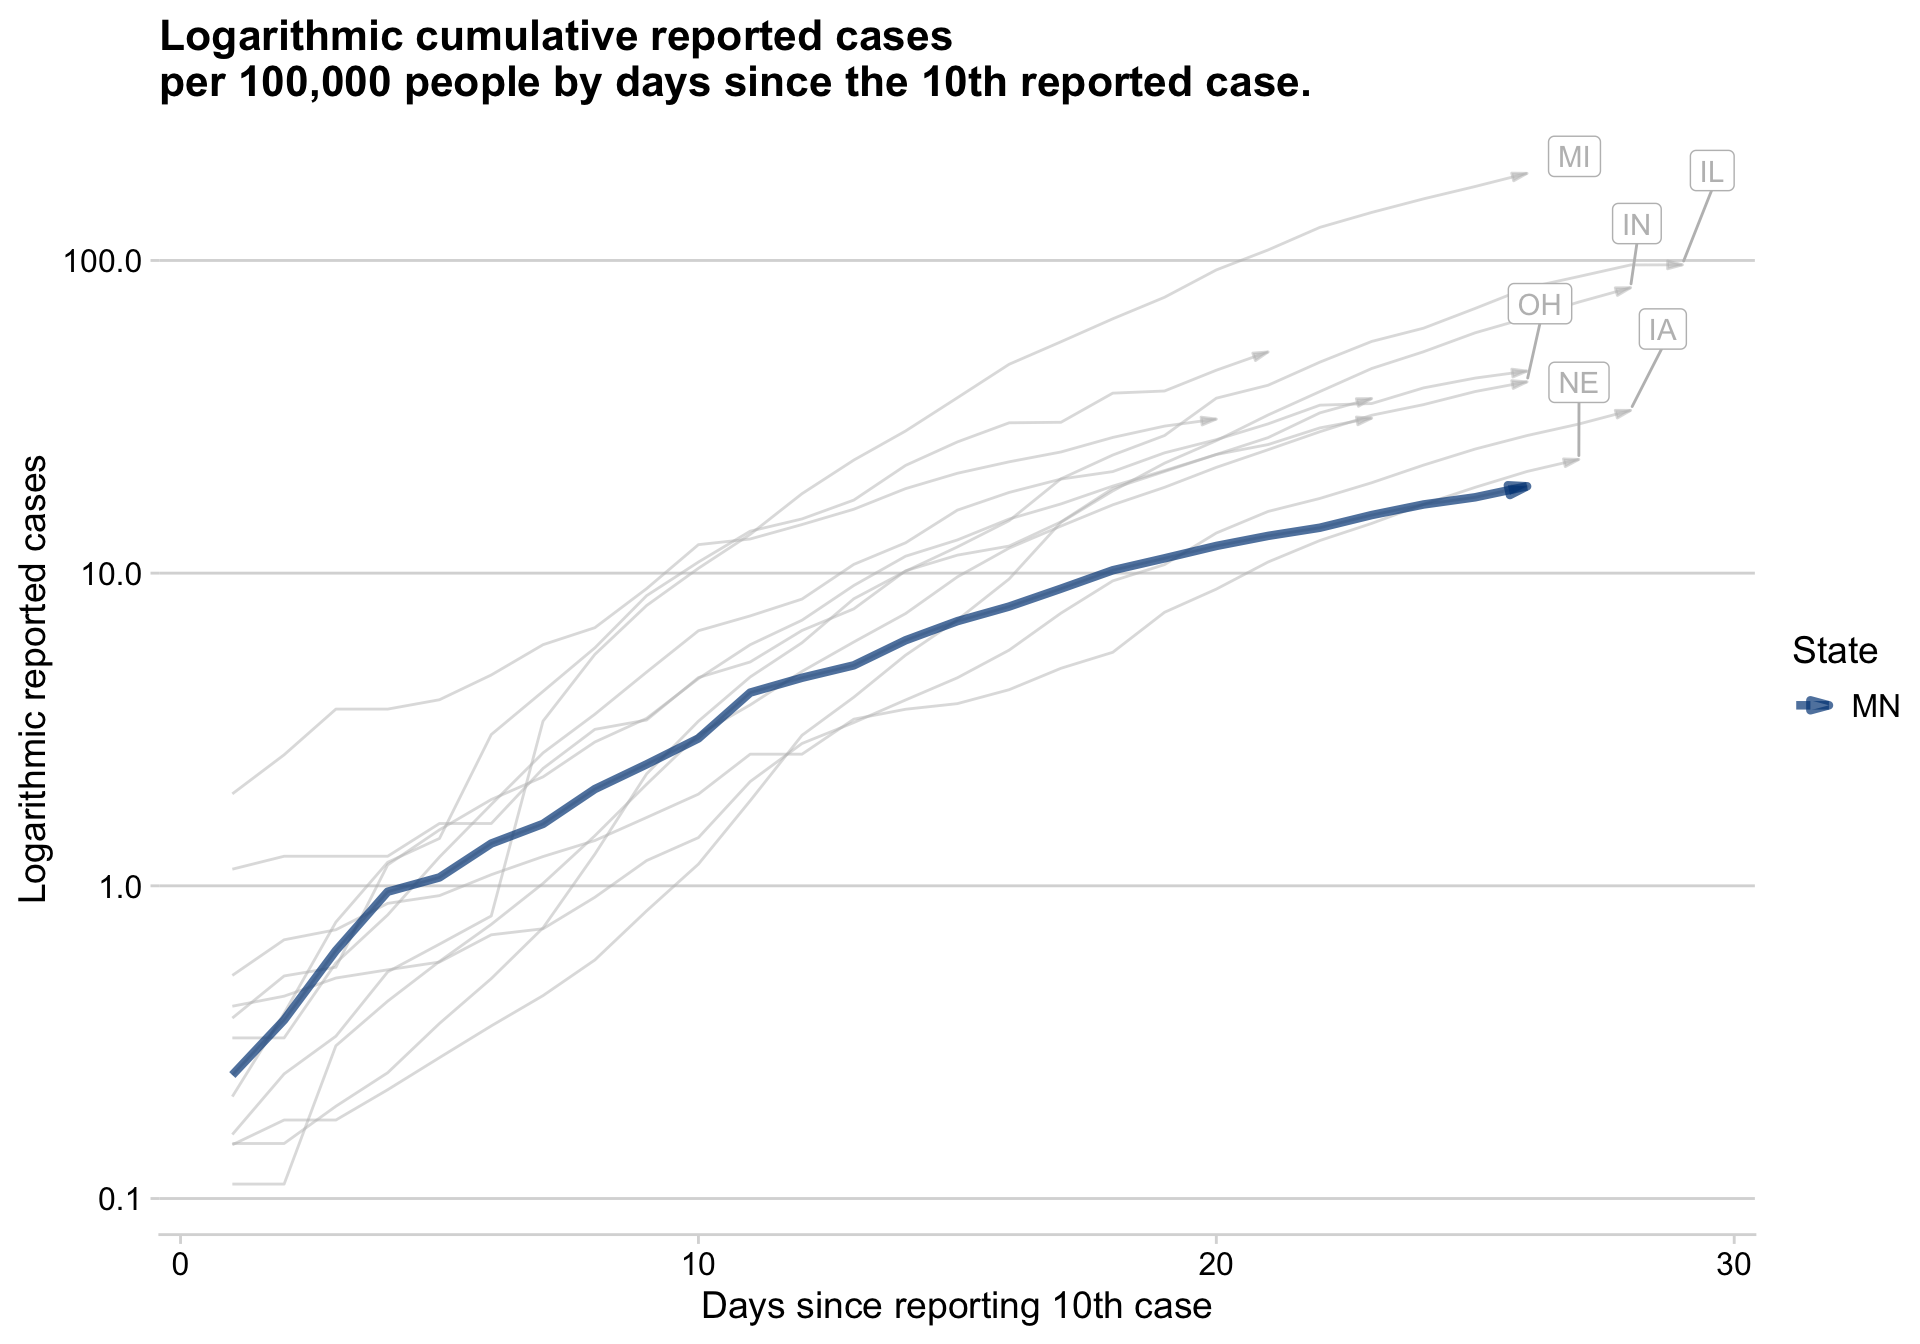 Logarithmic cumulative reported cases
per 100,000 people by days since the 10th reported case.
MI
IL
IN
OH
IA
NE
100.0
10.0
1.0
0.1
Logarithmic reported cases
0
10
20
30
Days since reporting 10th case
State
MN